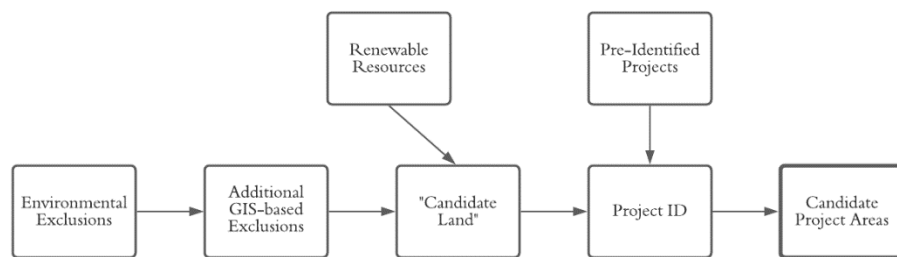 Renewable
Resources
Pre-Identified
Projects
Environmental
Exclusions
Additional
GIS-based
Exclusions
"Candidate
Land"
Project ID
Candidate
Project Areas